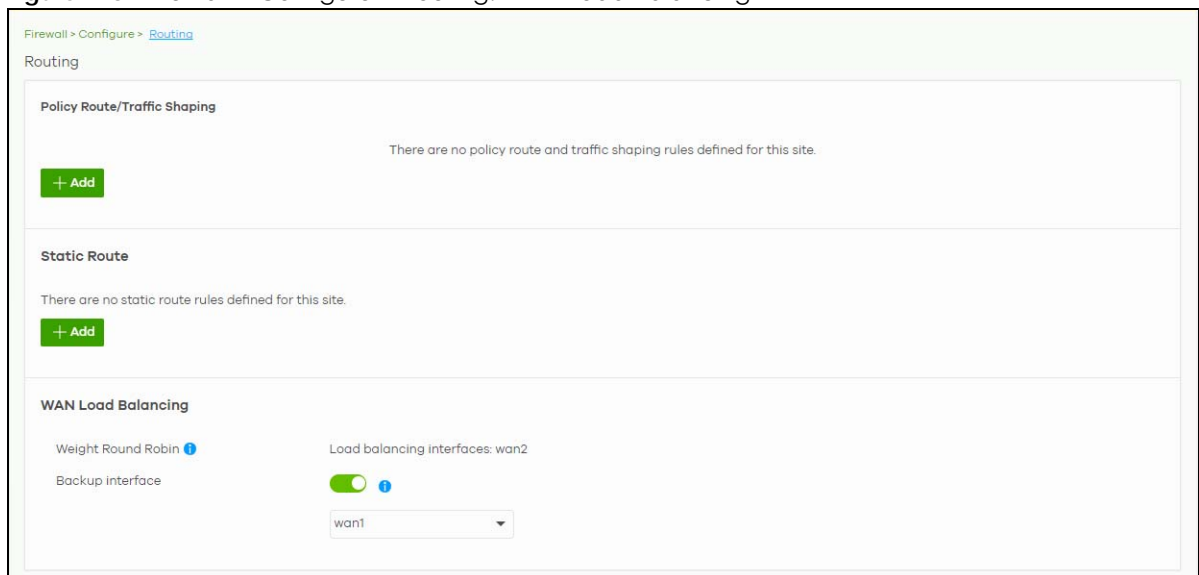 Firewall > Configure > Routing
Routing
Policy Route/Traffic Shaping
There are no policy route and traffic shaping rules defined for this site.
+ Add
Static Route
There are no static route rules defined for this site.
+ Add
WAN Load Balancing
Weight Round Robin
Load balancing interfaces: wan2
Backup interface
wan1